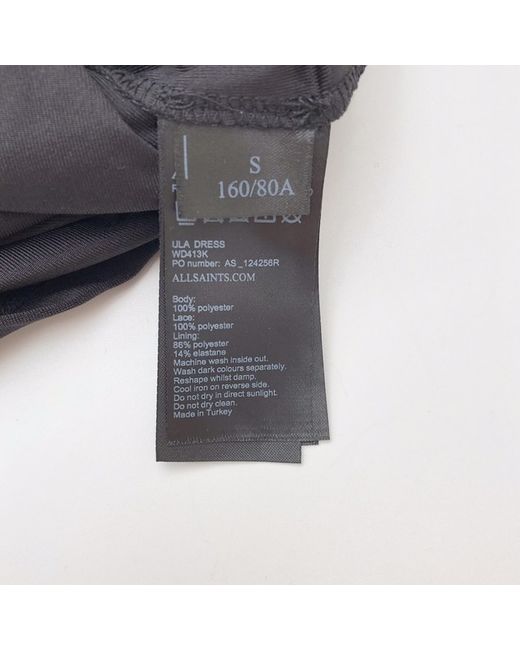 S
160/80A
ULA DRESS
WD413K
PO number: AS_124256R
ALLSAINTS.COM
Body:
100% polyester
Lace:
100% polyester
Lining:
86% polyester
14% elastane
Machine wash inside out.
Wash dark colours separately.
Reshape whilst damp.
Cool iron on reverse side.
Do not dry in direct sunlight.
Do not dry clean.
Made in Turkey